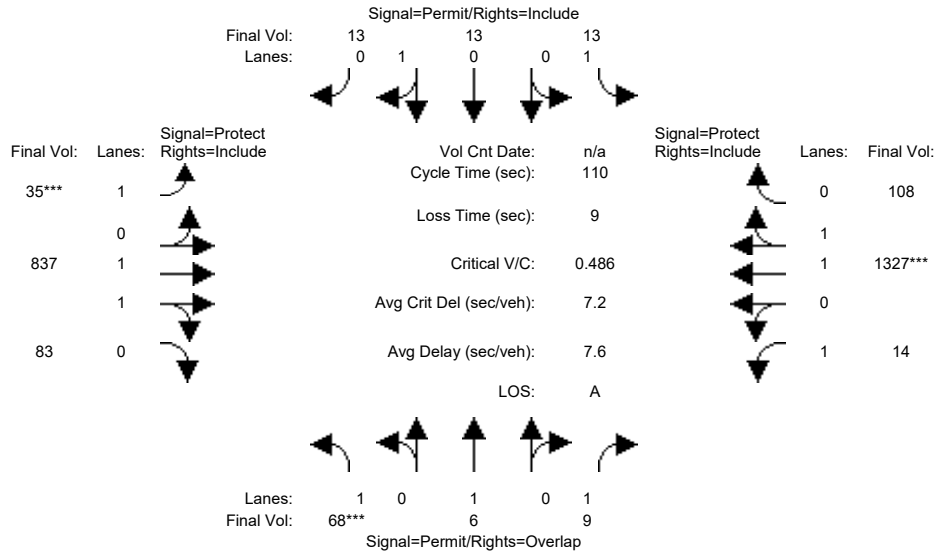 Signal=Permit/Rights=Include
Final Vol: 13 13 13
Lanes: 0 1 0 0 1
Signal=Protect
Final Vol: Lanes: Rights=Include
Vol Cnt Date: n/a
Signal=Protect
Rights=Include Lanes: Final Vol:
Cycle Time (sec): 110
35*** 1
0 108
Loss Time (sec): 9
0
1
837 1
Critical V/C: 0.486
1 1327***
1
Avg Crit Del (sec/veh): 7.2
0
83 0
Avg Delay (sec/veh): 7.6
1 14
LOS: A
Lanes: 1 0 1 0 1
Final Vol: 68*** 6 9
Signal=Permit/Rights=Overlap